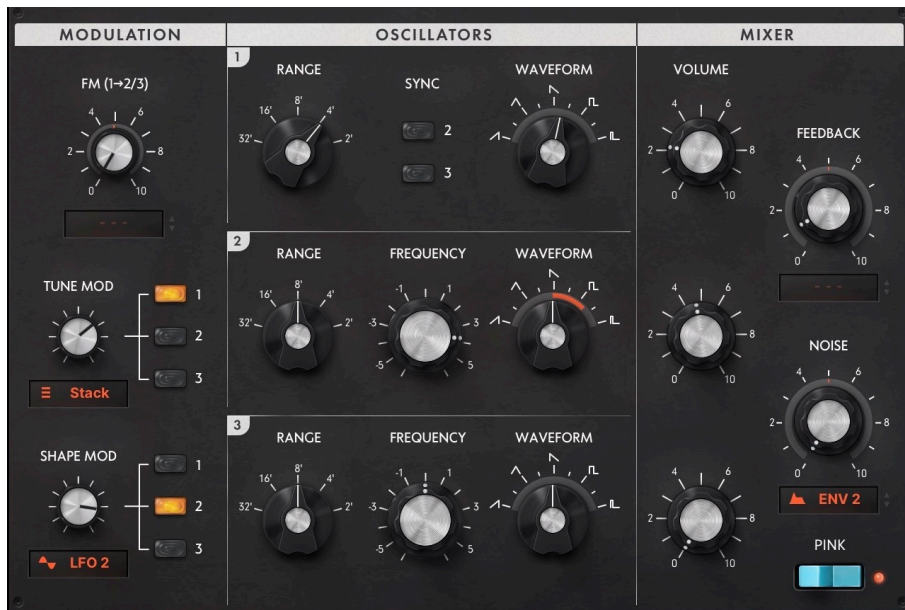 MODULATION
OSCILLATORS
MIXER
FM (1→2/3)
4 6
2 8
0 10
- - -
TUNE MOD
1
2
3
Stack
SHAPE MOD
1
2
3
LFO 2
1
RANGE
SYNC
WAVEFORM
8'
16' 4'
32' 2'
2
3
2
RANGE
FREQUENCY
WAVEFORM
8'
16'
32' 2'
-1 1
-3 3
-5 5
3
RANGE
FREQUENCY
WAVEFORM
8'
16' 4'
32' 2'
-1 1
-3 3
-5 5
VOLUME
4 6
2 8
0 10
4 6
2 8
0 10
4 6
2 8
0 10
FEEDBACK
4 6
2 8
0 10
- - -
NOISE
4 6
2 8
0 10
ENV 2
PINK